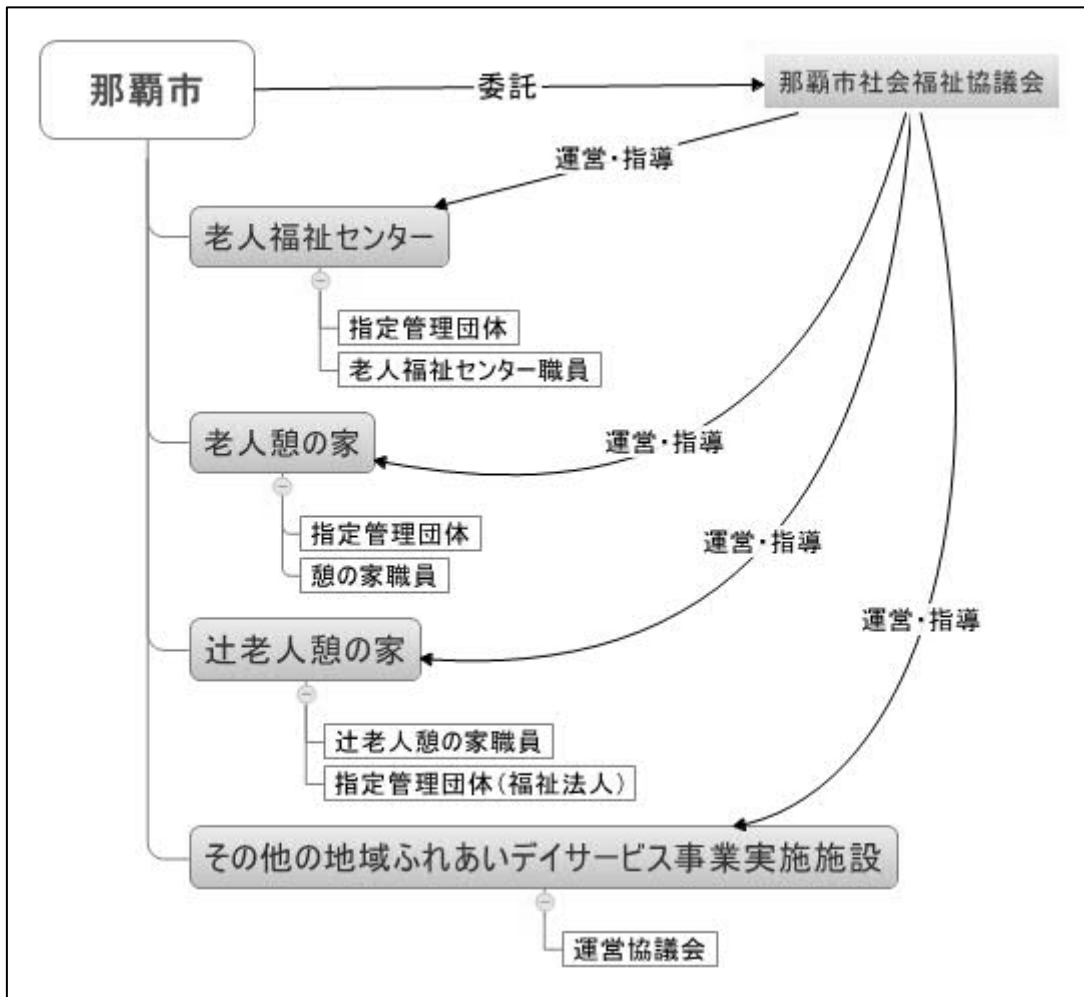 那覇市
委託
那覇市社会福祉協議会
運営・指導
老人福祉センター
指定管理団体
老人福祉センター職員
老人憩の家
運営・指導
指定管理団体
憩の家職員
運営・指導
運営・指導
辻老人憩の家
辻老人憩の家職員
指定管理団体(福祉法人)
その他の地域ふれあいデイサービス事業実施施設
運営協議会